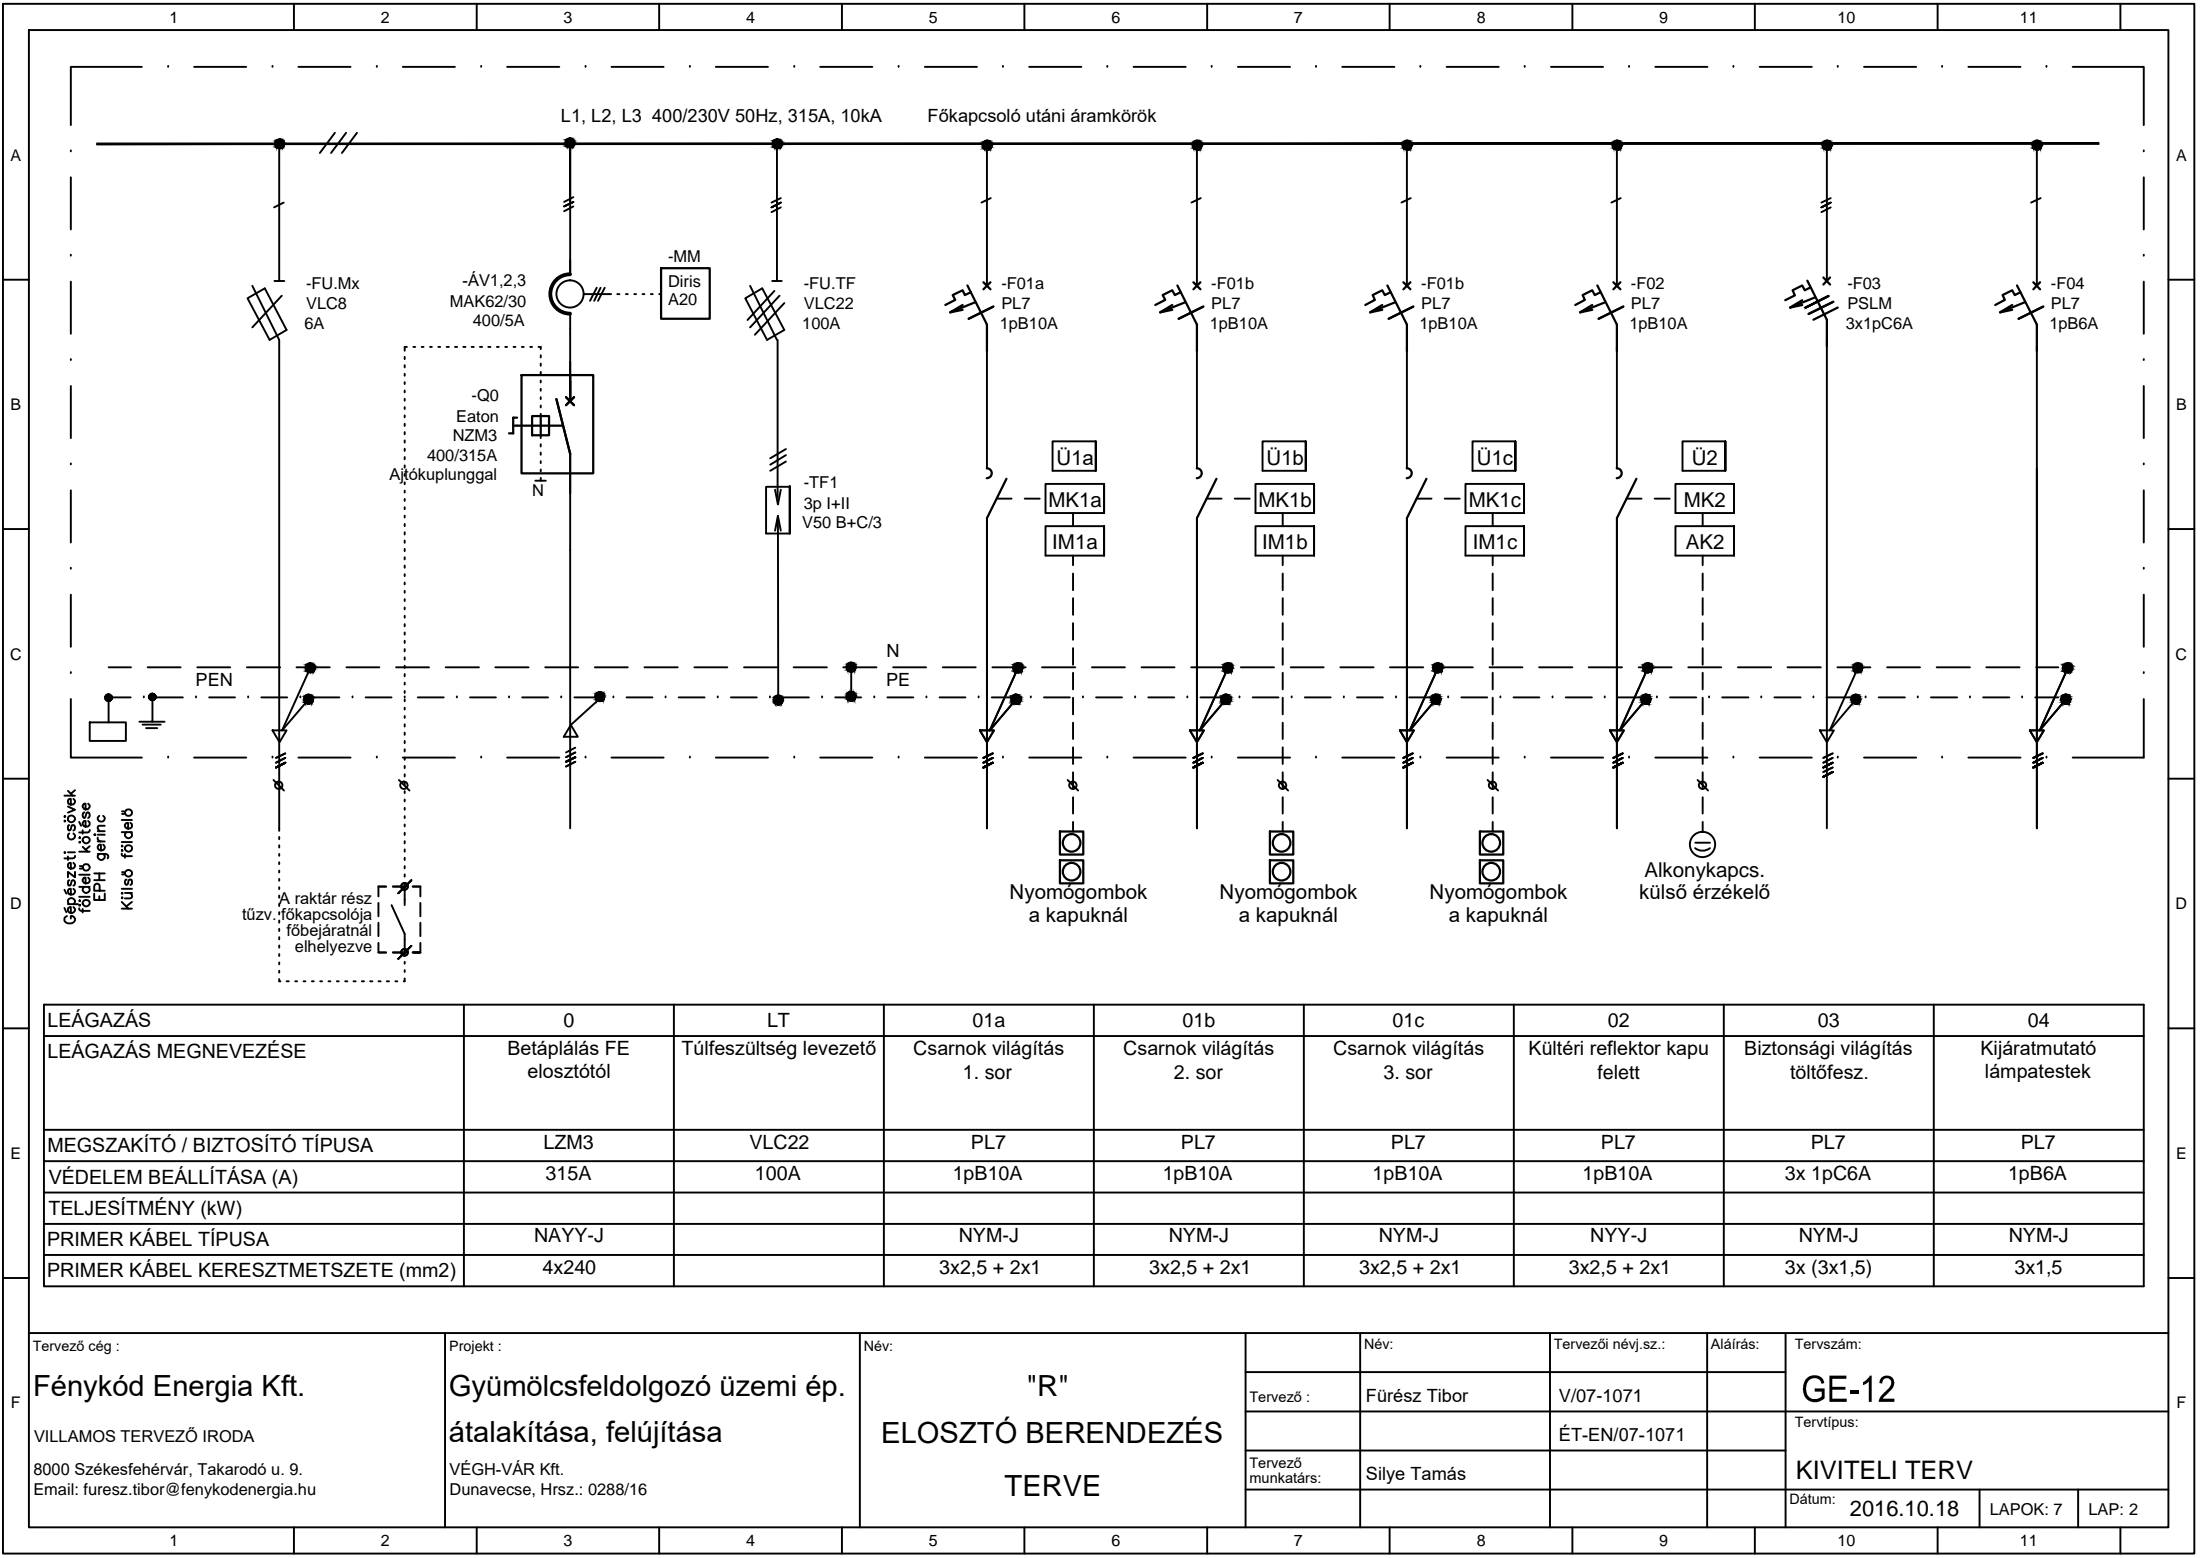 1 2 3 4 5 6 7 8 9 10 11
L1, L2, L3 400/230V 50Hz, 315A, 10kA Főkapcsoló utáni áramkörök
A A
-FU.Mx
VLC8
6A
-ÁV1,2,3
MAK62/30
400/5A
-MM
Diris
A20
-FU.TF
VLC22
100A
-F01a
PL7
1pB10A
-F01b
PL7
1pB10A
-F01b
PL7
1pB10A
-F02
PL7
1pB10A
-F03
PSLM
3x1pC6A
-F04
PL7
1pB6A
B B
-Q0
Eaton
NZM3
400/315A
Ajtókuplunggal
N
-TF1
3p I+II
V50 B+C/3
Ü1a
MK1a
IM1a
Ü1b
MK1b
IM1b
Ü1c
MK1c
IM1c
Ü2
MK2
AK2
C C
N
PEN
PE
Gépészeti csövek
földelő kötése
EPH gerinc
Külső földelő
D D
A raktár rész
tűzv. főkapcsolója
főbejáratnál
elhelyezve
Nyomógombok
a kapuknál
Nyomógombok
a kapuknál
Nyomógombok
a kapuknál
Alkonykapcs.
külső érzékelő
LEÁGAZÁS 0 LT 01a 01b 01c 02 03 04
LEÁGAZÁS MEGNEVEZÉSE
Betáplálás FE
elosztótól
Túlfeszültség levezető
Csarnok világítás
1. sor
Csarnok világítás
2. sor
Csarnok világítás
3. sor
Kültéri reflektor kapu
felett
Biztonsági világítás
töltőfesz.
Kijáratmutató
lámpatestek
E E
MEGSZAKÍTÓ / BIZTOSÍTÓ TÍPUSA LZM3 VLC22 PL7 PL7 PL7 PL7 PL7 PL7
VÉDELEM BEÁLLÍTÁSA (A) 315A 100A 1pB10A 1pB10A 1pB10A 1pB10A 3x 1pC6A 1pB6A
TELJESÍTMÉNY (kW)
PRIMER KÁBEL TÍPUSA NAYY-J NYM-J NYM-J NYM-J NYY-J NYM-J NYM-J
PRIMER KÁBEL KERESZTMETSZETE (mm2) 4x240 3x2,5 + 2x1 3x2,5 + 2x1 3x2,5 + 2x1 3x2,5 + 2x1 3x (3x1,5) 3x1,5
F F
Tervező cég :
Fénykód Energia Kft.
VILLAMOS TERVEZŐ IRODA
8000 Székesfehérvár, Takarodó u. 9.
Email: furesz.tibor@fenykodenergia.hu
Projekt :
Gyümölcsfeldolgozó üzemi ép.
átalakítása, felújítása
VÉGH-VÁR Kft.
Dunavecse, Hrsz.: 0288/16
Név:
"R"
ELOSZTÓ BERENDEZÉS
TERVE
Név: Tervezői névj.sz.: Aláírás:
Tervező : Fürész Tibor V/07-1071
ÉT-EN/07-1071
Tervező
munkatárs: Silye Tamás
Tervszám:
GE-12
Tervtípus:
KIVITELI TERV
Dátum: 2016.10.18 LAPOK: 7 LAP: 2
1 2 3 4 5 6 7 8 9 10 11